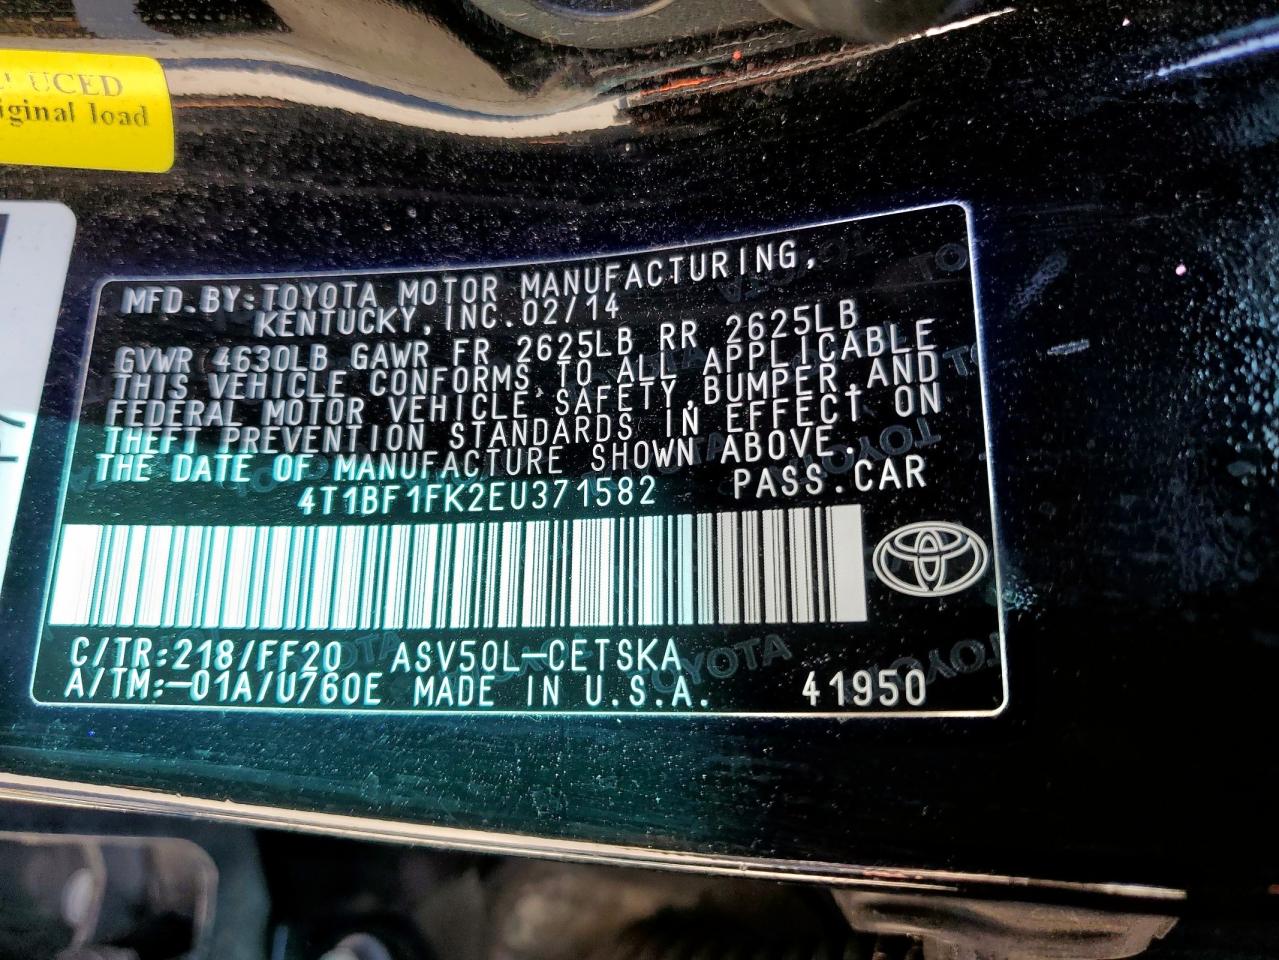 UCED
iginal load
MFD.BY:TOYOTA MOTOR MANUFACTURING,
KENTUCKY,INC.02/14
GVWR 4630LB GAWR FR 2625LB RR 2625LB
THIS VEHICLE CONFORMS TO ALL APPLICABLE
FEDERAL MOTOR VEHICLE SAFETY,BUMPER,AND
THEFT PREVENTION STANDARDS IN EFFECT ON
THE DATE OF MANUFACTURE SHOWN ABOVE.
4T1BF1FK2EU371582 PASS.CAR
C/TR:218/FF20 ASV50L-CETSKA
A/TM:-01A/U760E MADE IN U.S.A. 41950